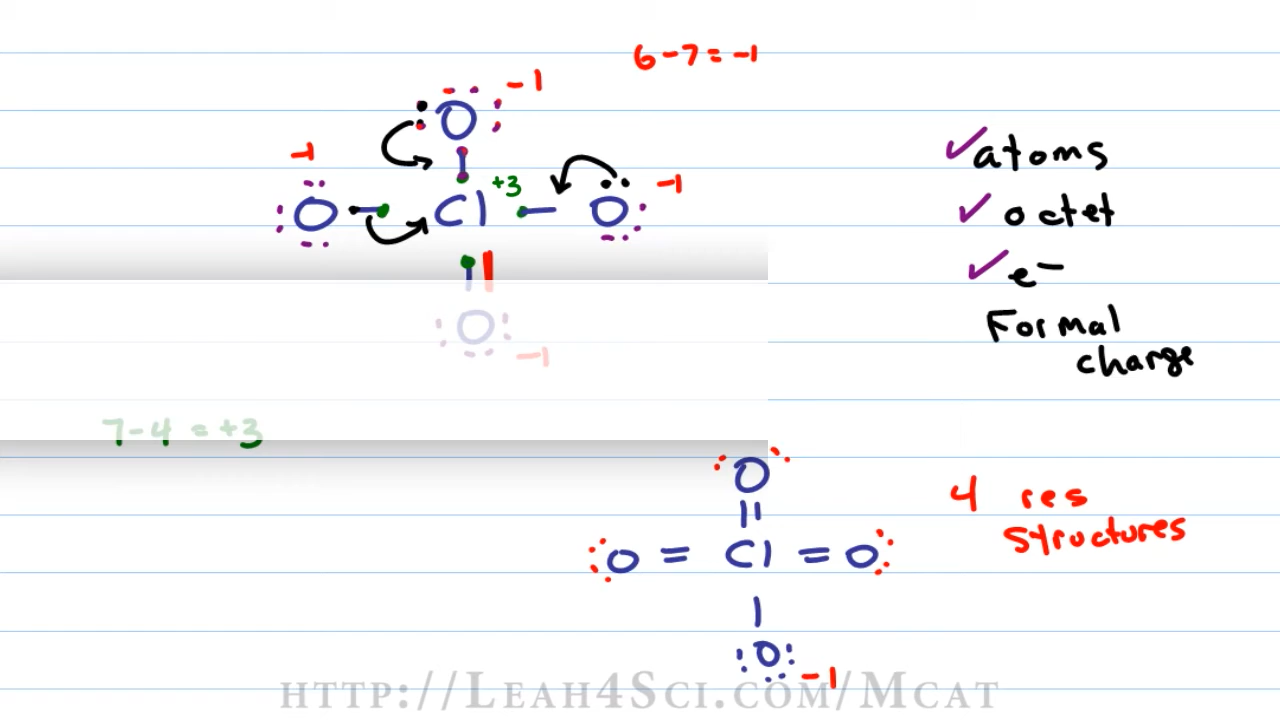 6 - 7 = -1
-1
O
-1
-1
+3
O - Cl - O
O
-1
7 - 4 = +3
✓ atoms
✓ octet
✓ e⁻
Formal
charge
O
O = Cl = O
O
-1
4 res
structures
HTTP://LEAH4SCI.COM/MCAT